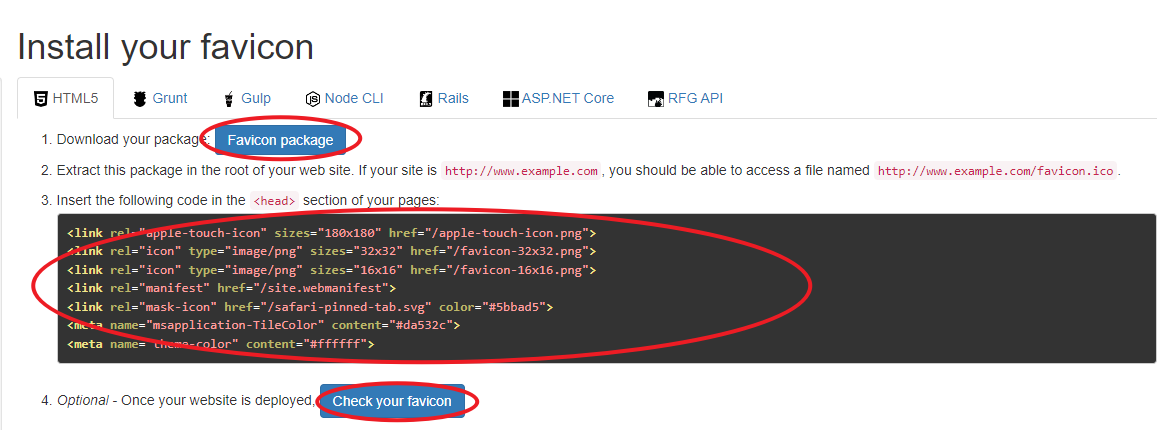 Install your favicon
HTML5 Grunt Gulp Node CLI Rails ASP.NET Core RFG API
1. Download your package: Favicon package
2. Extract this package in the root of your web site. If your site is http://www.example.com , you should be able to access a file named http://www.example.com/favicon.ico .
3. Insert the following code in the <head> section of your pages:
<link rel="apple-touch-icon" sizes="180x180" href="/apple-touch-icon.png">
<link rel="icon" type="image/png" sizes="32x32" href="/favicon-32x32.png">
<link rel="icon" type="image/png" sizes="16x16" href="/favicon-16x16.png">
<link rel="manifest" href="/site.webmanifest">
<link rel="mask-icon" href="/safari-pinned-tab.svg" color="#5bbad5">
<meta name="msapplication-TileColor" content="#da532c">
<meta name="theme-color" content="#ffffff">
4. Optional - Once your website is deployed, Check your favicon